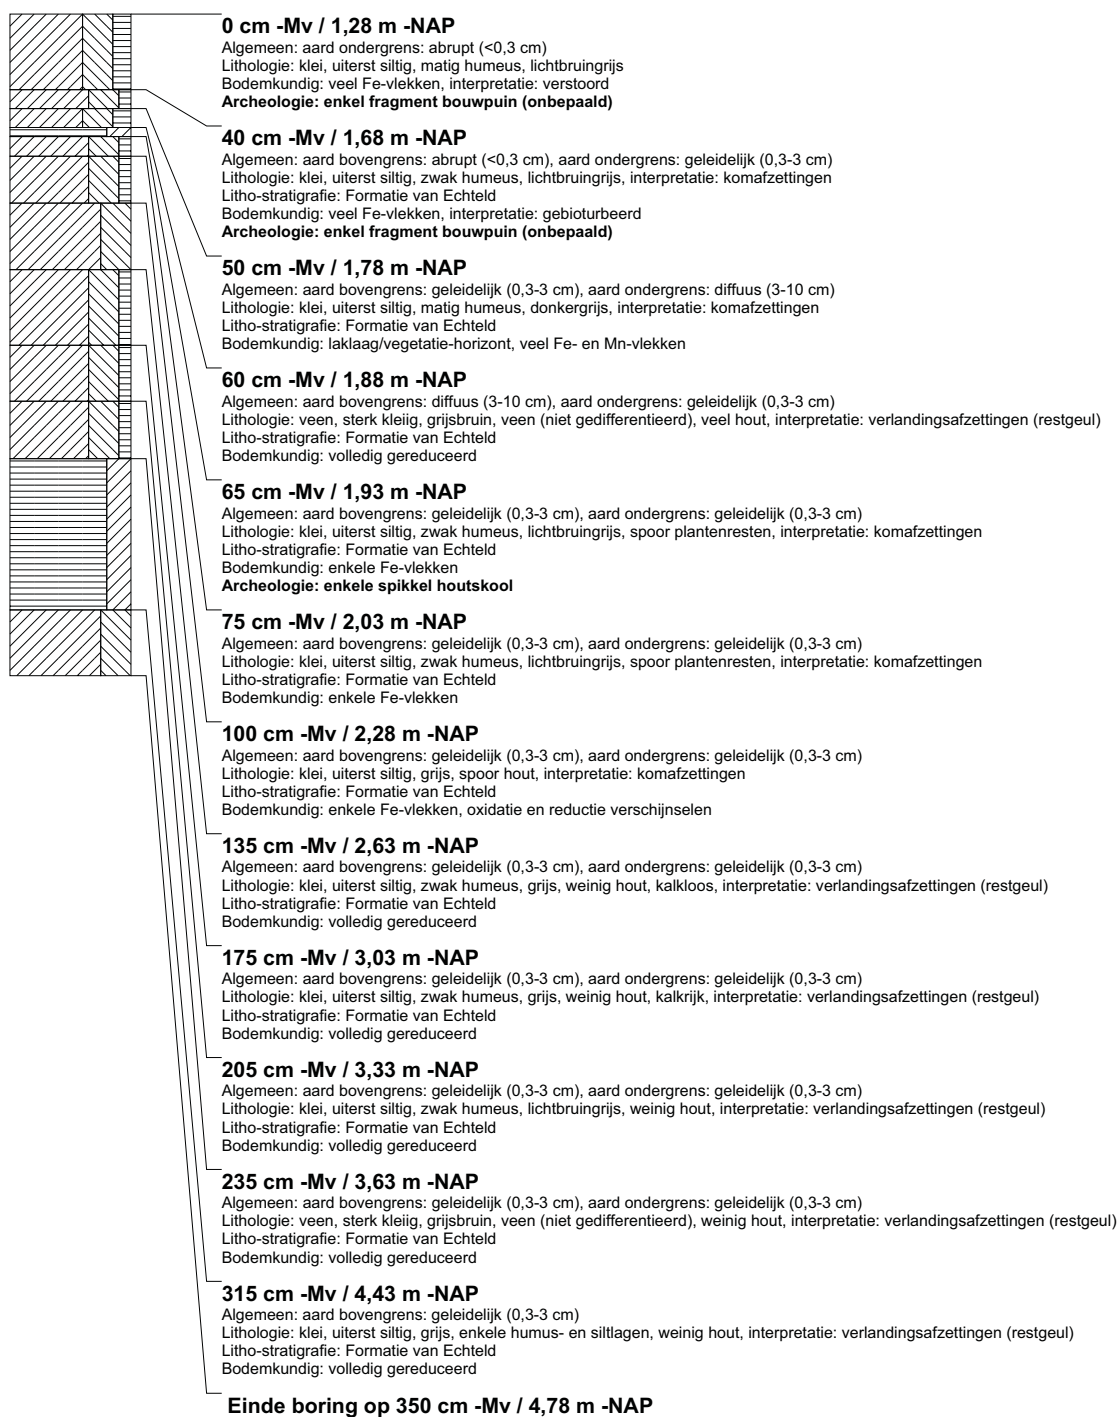 0 cm -Mv / 1,28 m -NAP
Algemeen: aard ondergrens: abrupt (<0,3 cm)
Lithologie: klei, uiterst siltig, matig humeus, lichtbruingrijs
Bodemkundig: veel Fe-vlekken, interpretatie: verstoord
Archeologie: enkel fragment bouwpuin (onbepaald)
40 cm -Mv / 1,68 m -NAP
Algemeen: aard bovengrens: abrupt (<0,3 cm), aard ondergrens: geleidelijk (0,3-3 cm)
Lithologie: klei, uiterst siltig, zwak humeus, lichtbruingrijs, interpretatie: komafzettingen
Litho-stratigrafie: Formatie van Echteld
Bodemkundig: veel Fe-vlekken, interpretatie: gebioturbeerd
Archeologie: enkel fragment bouwpuin (onbepaald)
50 cm -Mv / 1,78 m -NAP
Algemeen: aard bovengrens: geleidelijk (0,3-3 cm), aard ondergrens: diffuus (3-10 cm)
Lithologie: klei, uiterst siltig, matig humeus, donkergrijs, interpretatie: komafzettingen
Litho-stratigrafie: Formatie van Echteld
Bodemkundig: laklaag/vegetatie-horizont, veel Fe- en Mn-vlekken
60 cm -Mv / 1,88 m -NAP
Algemeen: aard bovengrens: diffuus (3-10 cm), aard ondergrens: geleidelijk (0,3-3 cm)
Lithologie: veen, sterk kleiig, grijsbruin, veen (niet gedifferentieerd), veel hout, interpretatie: verlandingsafzettingen (restgeul)
Litho-stratigrafie: Formatie van Echteld
Bodemkundig: volledig gereduceerd
65 cm -Mv / 1,93 m -NAP
Algemeen: aard bovengrens: geleidelijk (0,3-3 cm), aard ondergrens: geleidelijk (0,3-3 cm)
Lithologie: klei, uiterst siltig, zwak humeus, lichtbruingrijs, spoor plantenresten, interpretatie: komafzettingen
Litho-stratigrafie: Formatie van Echteld
Bodemkundig: enkele Fe-vlekken
Archeologie: enkele spikkel houtskool
75 cm -Mv / 2,03 m -NAP
Algemeen: aard bovengrens: geleidelijk (0,3-3 cm), aard ondergrens: geleidelijk (0,3-3 cm)
Lithologie: klei, uiterst siltig, zwak humeus, lichtbruingrijs, spoor plantenresten, interpretatie: komafzettingen
Litho-stratigrafie: Formatie van Echteld
Bodemkundig: enkele Fe-vlekken
100 cm -Mv / 2,28 m -NAP
Algemeen: aard bovengrens: geleidelijk (0,3-3 cm), aard ondergrens: geleidelijk (0,3-3 cm)
Lithologie: klei, uiterst siltig, grijs, spoor hout, interpretatie: komafzettingen
Litho-stratigrafie: Formatie van Echteld
Bodemkundig: enkele Fe-vlekken, oxidatie en reductie verschijnselen
135 cm -Mv / 2,63 m -NAP
Algemeen: aard bovengrens: geleidelijk (0,3-3 cm), aard ondergrens: geleidelijk (0,3-3 cm)
Lithologie: klei, uiterst siltig, zwak humeus, grijs, weinig hout, kalkloos, interpretatie: verlandingsafzettingen (restgeul)
Litho-stratigrafie: Formatie van Echteld
Bodemkundig: volledig gereduceerd
175 cm -Mv / 3,03 m -NAP
Algemeen: aard bovengrens: geleidelijk (0,3-3 cm), aard ondergrens: geleidelijk (0,3-3 cm)
Lithologie: klei, uiterst siltig, zwak humeus, grijs, weinig hout, kalkrijk, interpretatie: verlandingsafzettingen (restgeul)
Litho-stratigrafie: Formatie van Echteld
Bodemkundig: volledig gereduceerd
205 cm -Mv / 3,33 m -NAP
Algemeen: aard bovengrens: geleidelijk (0,3-3 cm), aard ondergrens: geleidelijk (0,3-3 cm)
Lithologie: klei, uiterst siltig, zwak humeus, lichtbruingrijs, weinig hout, interpretatie: verlandingsafzettingen (restgeul)
Litho-stratigrafie: Formatie van Echteld
Bodemkundig: volledig gereduceerd
235 cm -Mv / 3,63 m -NAP
Algemeen: aard bovengrens: geleidelijk (0,3-3 cm), aard ondergrens: geleidelijk (0,3-3 cm)
Lithologie: veen, sterk kleiig, grijsbruin, veen (niet gedifferentieerd), weinig hout, interpretatie: verlandingsafzettingen (restgeul)
Litho-stratigrafie: Formatie van Echteld
Bodemkundig: volledig gereduceerd
315 cm -Mv / 4,43 m -NAP
Algemeen: aard bovengrens: geleidelijk (0,3-3 cm)
Lithologie: klei, uiterst siltig, grijs, enkele humus- en siltlagen, weinig hout, interpretatie: verlandingsafzettingen (restgeul)
Litho-stratigrafie: Formatie van Echteld
Bodemkundig: volledig gereduceerd
Einde boring op 350 cm -Mv / 4,78 m -NAP